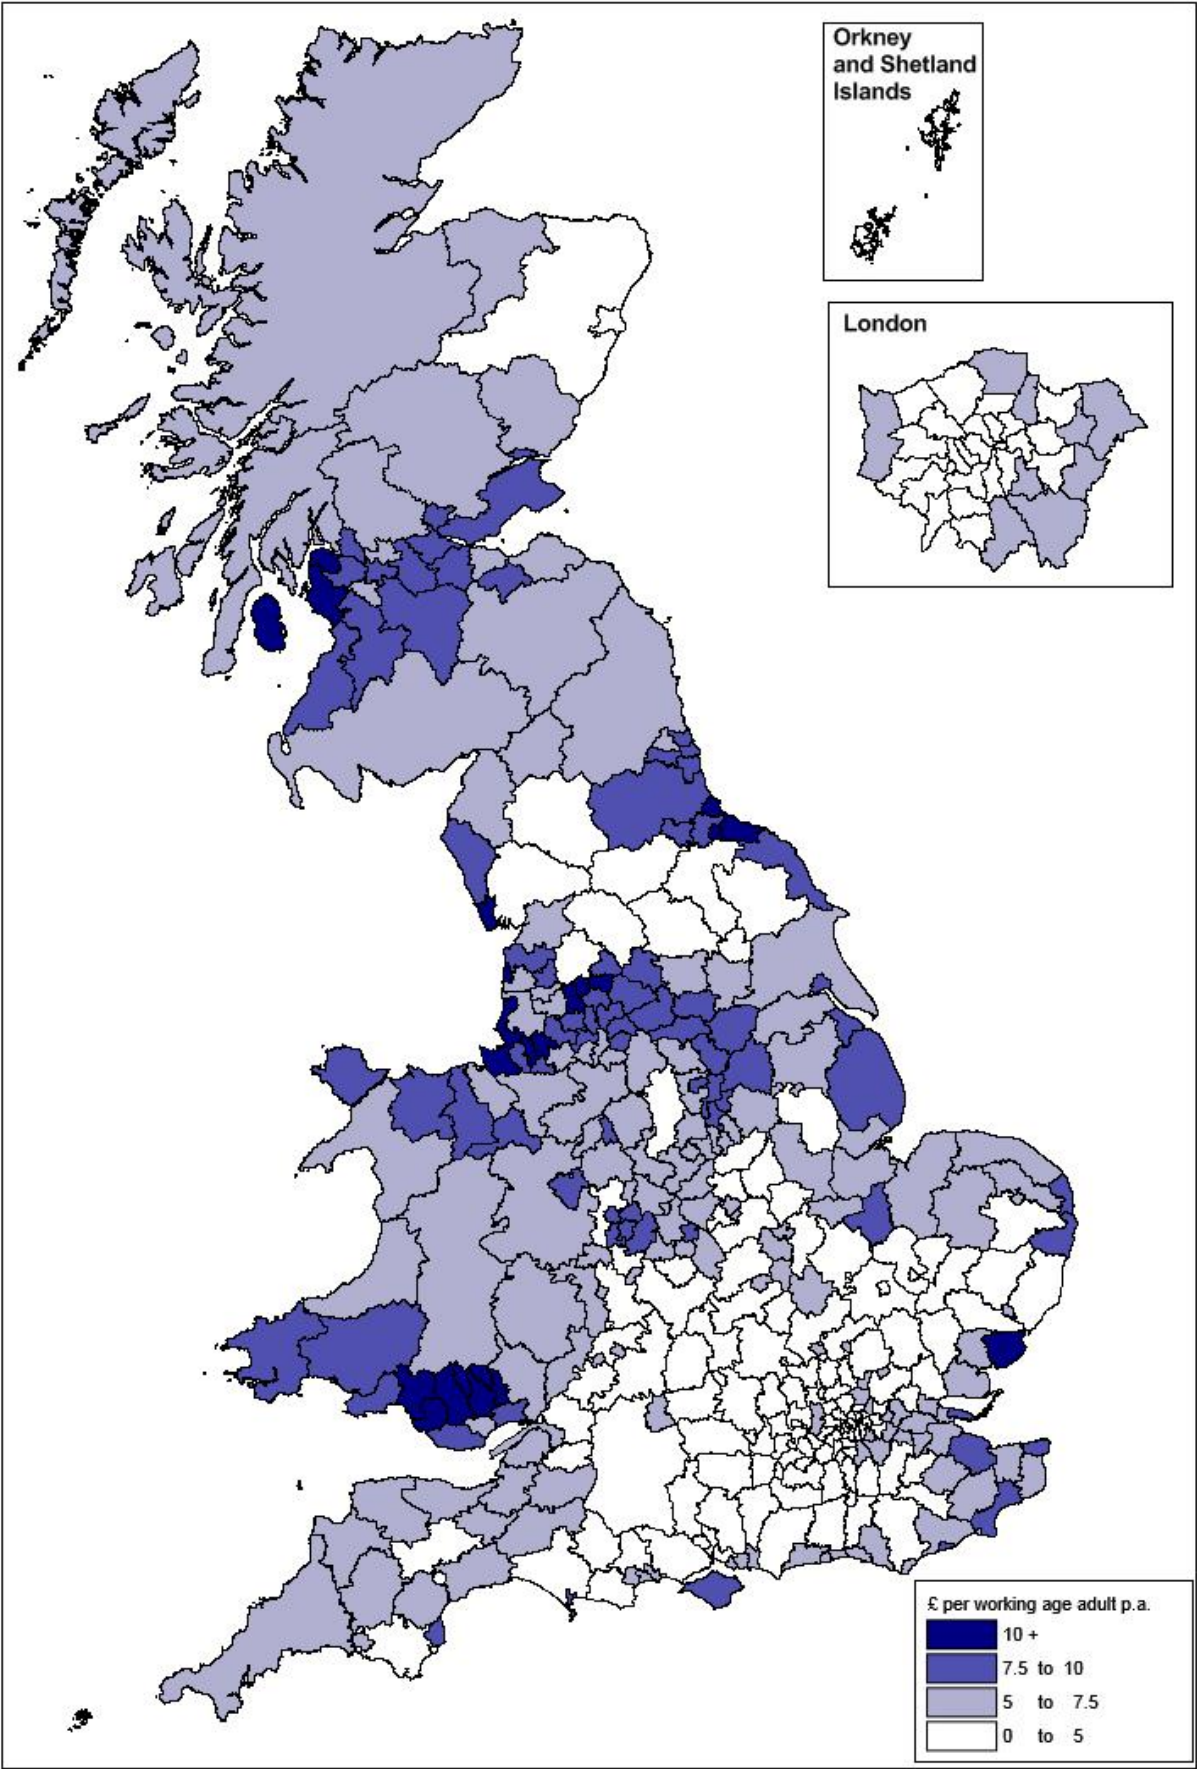 Orkney
and Shetland
Islands
London
£ per working age adult p.a.
10 +
7.5 to 10
5 to 7.5
0 to 5